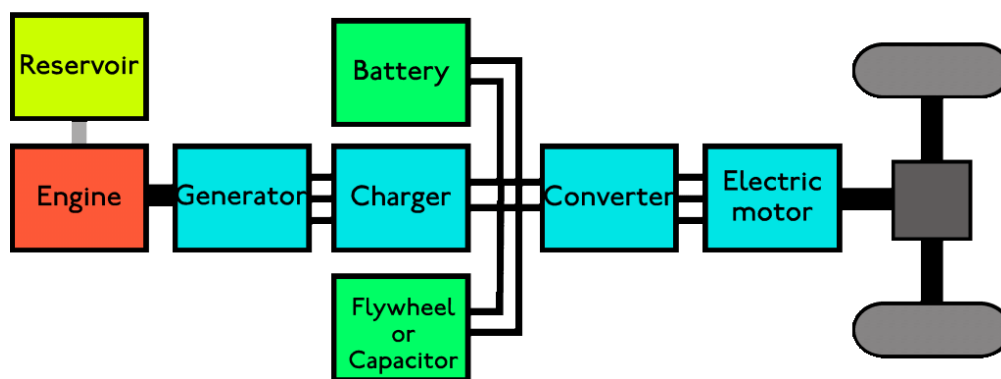 Reservoir
Battery
Engine
Generator
Charger
Converter
Electric
motor
Flywheel
or
Capacitor